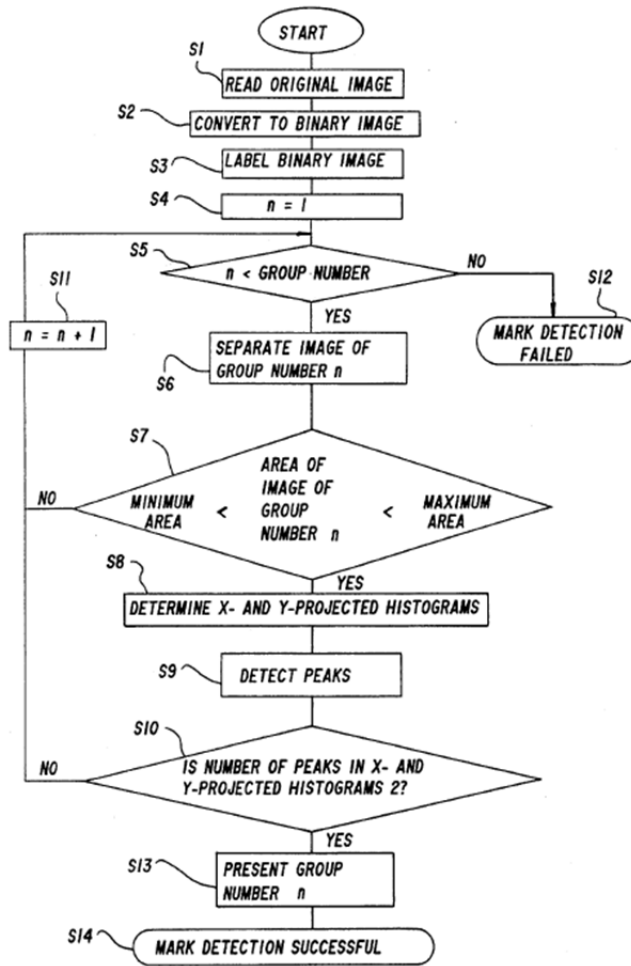 START
S1
READ ORIGINAL IMAGE
S2
CONVERT TO BINARY IMAGE
S3
LABEL BINARY IMAGE
S4
n = 1
S5
n < GROUP NUMBER
NO
S12
MARK DETECTION
FAILED
S11
n = n + 1
YES
S6
SEPARATE IMAGE OF
GROUP NUMBER n
S7
NO
MINIMUM
AREA
<
AREA OF
IMAGE OF
GROUP
NUMBER n
<
MAXIMUM
AREA
YES
S8
DETERMINE X- AND Y-PROJECTED HISTOGRAMS
S9
DETECT PEAKS
S10
NO
IS NUMBER OF PEAKS IN X- AND
Y-PROJECTED HISTOGRAMS 2?
YES
S13
PRESENT GROUP
NUMBER n
S14
MARK DETECTION SUCCESSFUL